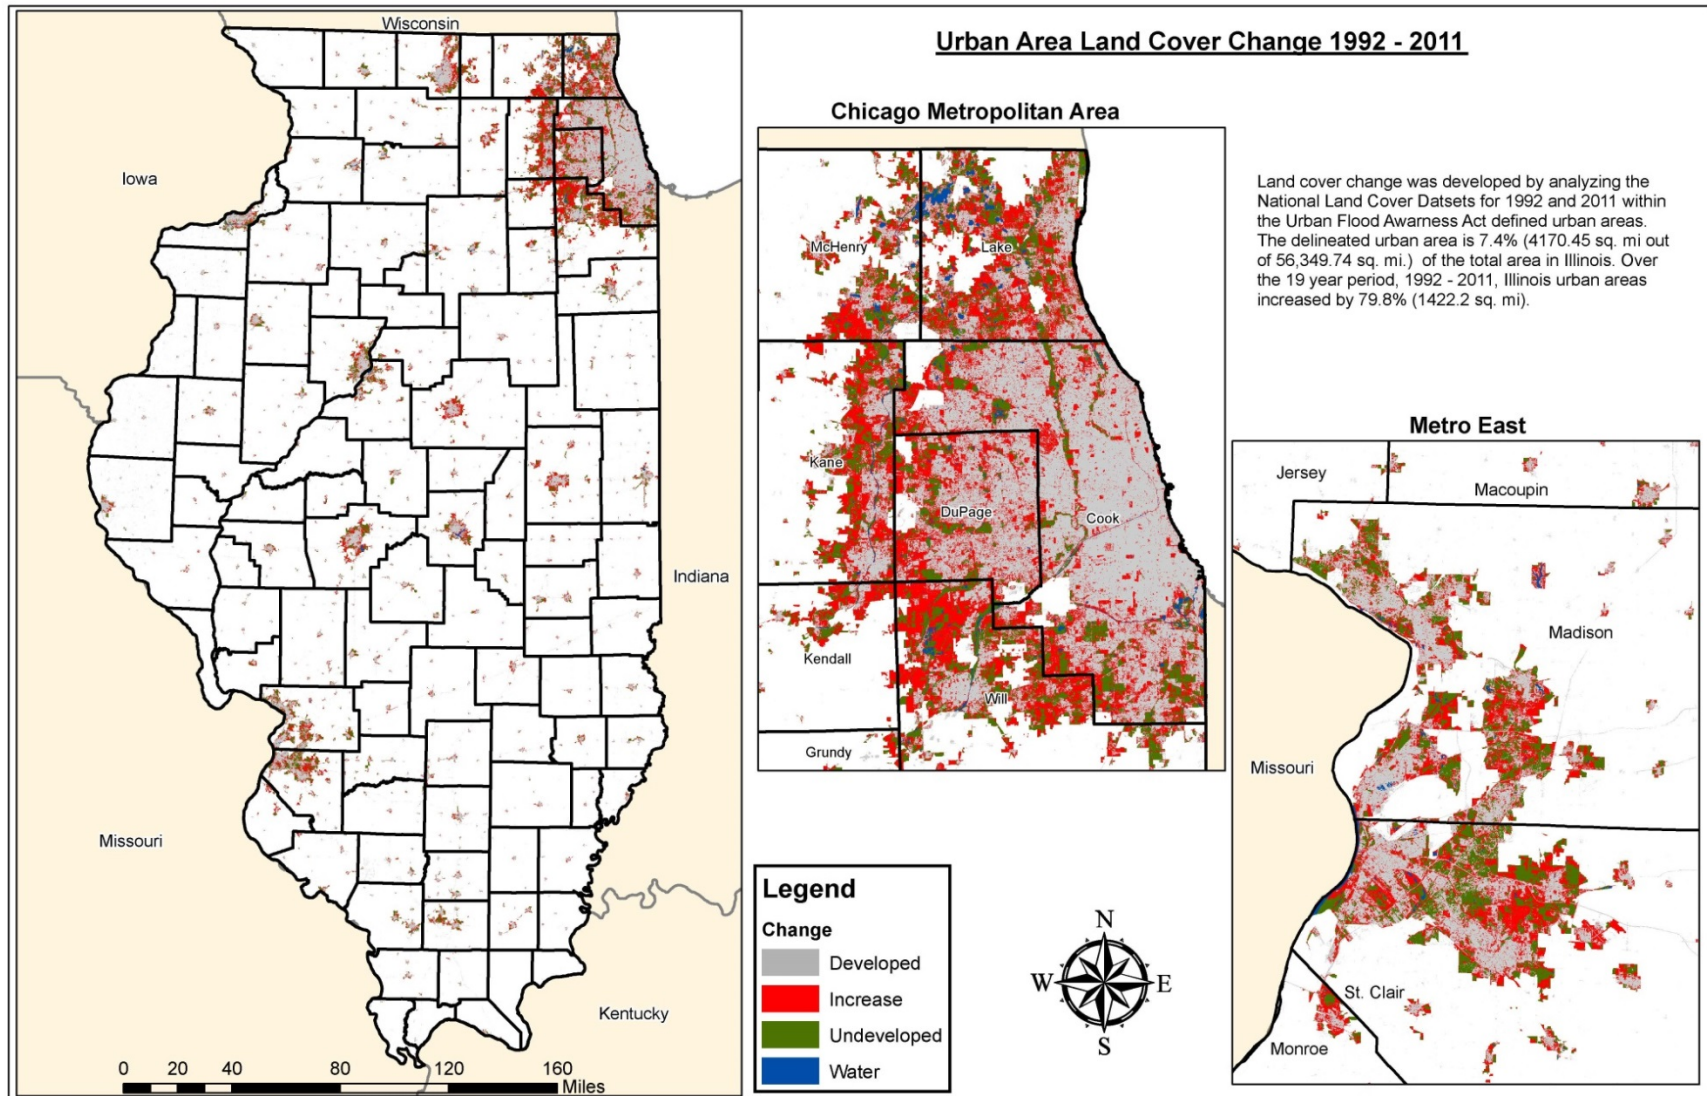 Urban Area Land Cover Change 1992 - 2011
Wisconsin
Iowa
Indiana
Missouri
Kentucky
0 20 40 80 120 160
Miles
Chicago Metropolitan Area
McHenry
Lake
Kane
DuPage
Cook
Kendall
Will
Grundy
Land cover change was developed by analyzing the
National Land Cover Datsets for 1992 and 2011 within
the Urban Flood Awarness Act defined urban areas.
The delineated urban area is 7.4% (4170.45 sq. mi out
of 56,349.74 sq. mi.) of the total area in Illinois. Over
the 19 year period, 1992 - 2011, Illinois urban areas
increased by 79.8% (1422.2 sq. mi).
Metro East
Jersey
Macoupin
Madison
Missouri
St. Clair
Monroe
Legend
Change
Developed
Increase
Undeveloped
Water
N
W E
S